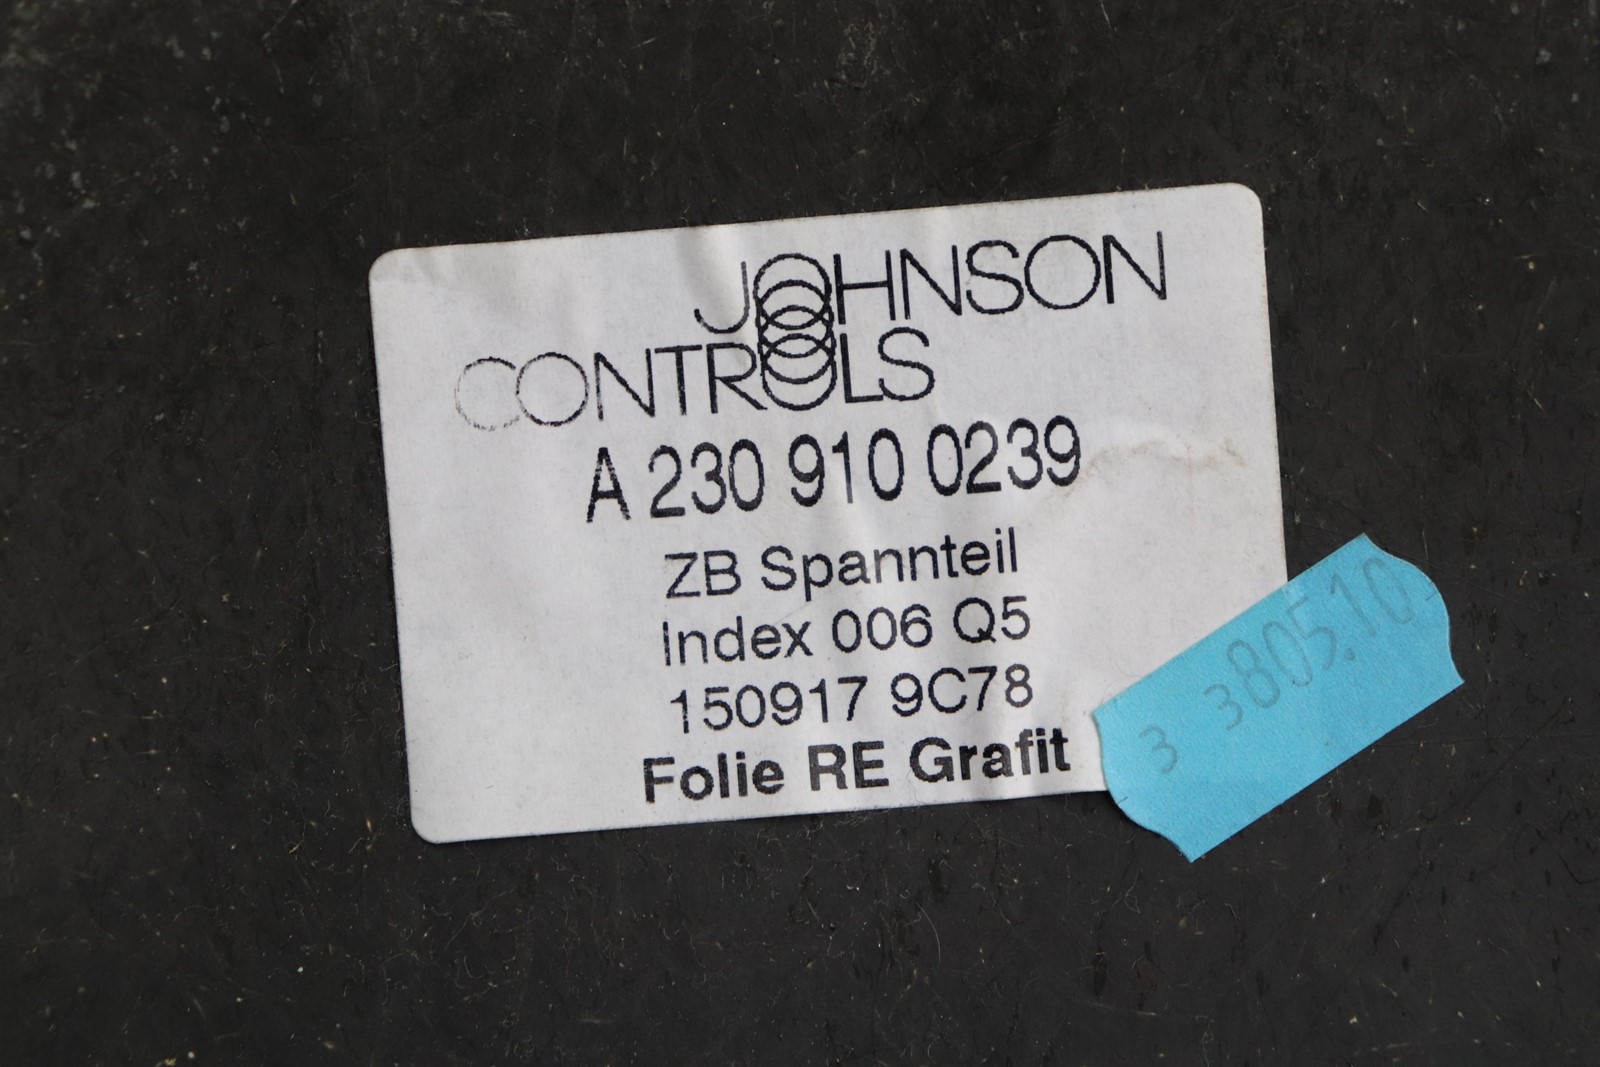 JOHNSON
CONTROLS
A 230 910 0239
ZB Spannteil
Index 006 Q5
150917 9C78
Folie RE Grafit
3 3805.10